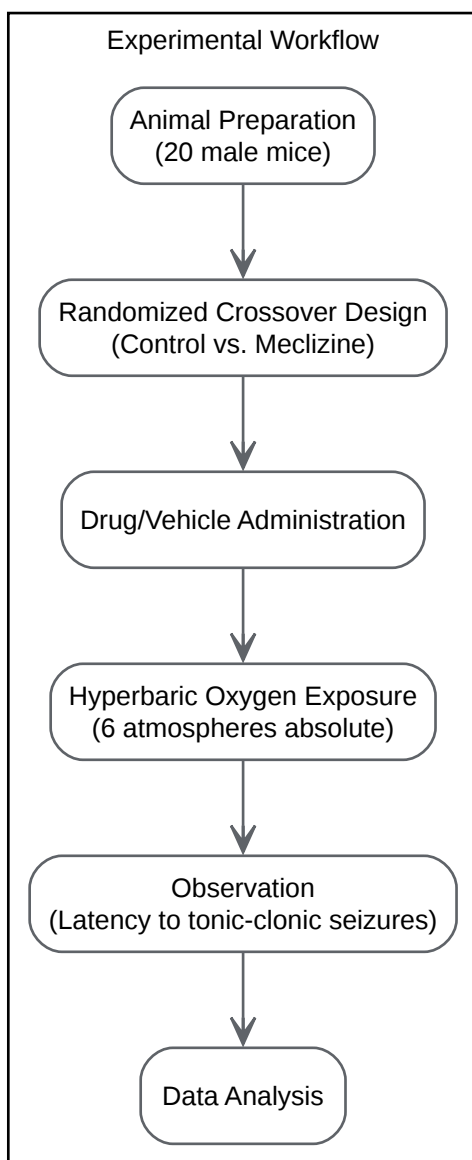 Experimental Workflow
Animal Preparation
(20 male mice)
Randomized Crossover Design
(Control vs. Meclizine)
Drug/Vehicle Administration
Hyperbaric Oxygen Exposure
(6 atmospheres absolute)
Observation
(Latency to tonic-clonic seizures)
Data Analysis